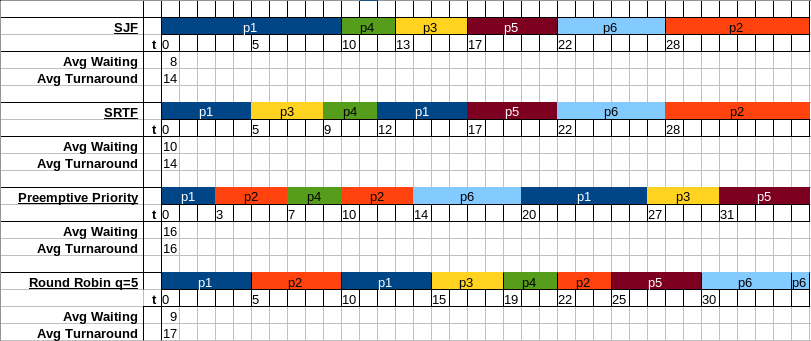 SJF p1 p4 p3 p5 p6 p2
t 0 5 10 13 17 22 28
Avg Waiting 8
Avg Turnaround 14
SRTF p1 p3 p4 p1 p5 p6 p2
t 0 5 9 12 17 22 28
Avg Waiting 10
Avg Turnaround 14
Preemptive Priority p1 p2 p4 p2 p6 p1 p3 p5
t 0 3 7 10 14 20 27 31
Avg Waiting 16
Avg Turnaround 16
Round Robin q=5 p1 p2 p1 p3 p4 p2 p5 p6 p6
t 0 5 10 15 19 22 25 30
Avg Waiting 9
Avg Turnaround 17